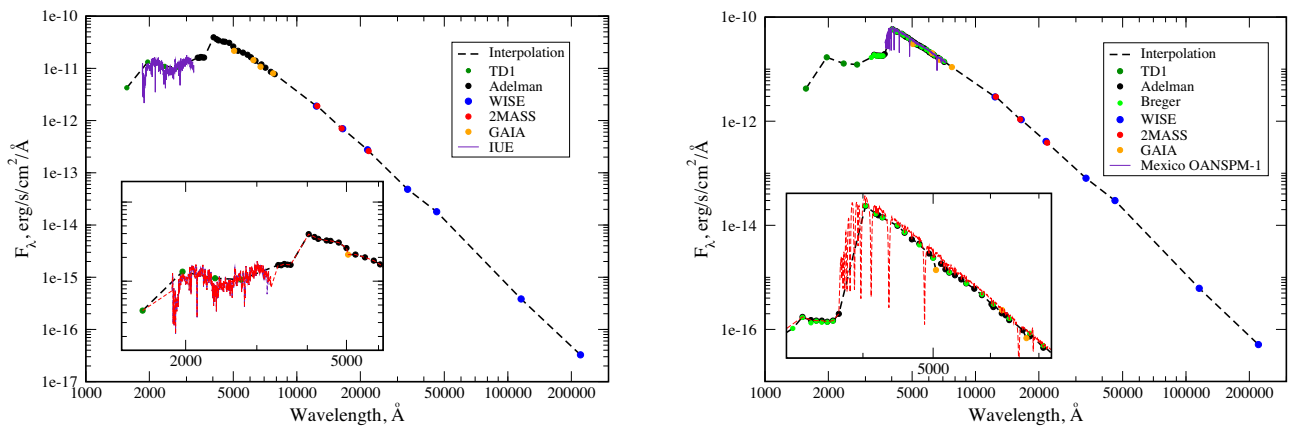 1e-10
1e-11
1e-12
1e-13
1e-14
1e-15
1e-16
1e-17
F_λ, erg/s/cm²/Å
Interpolation
TD1
Adelman
WISE
2MASS
GAIA
IUE
2000
5000
1000 2000 5000 10000 20000 50000 100000 200000
Wavelength, Å
1e-10
1e-12
1e-14
1e-16
F_λ, erg/s/cm²/Å
Interpolation
TD1
Adelman
Breger
WISE
2MASS
GAIA
Mexico OANSPM-1
5000
1000 2000 5000 10000 20000 50000 100000 200000
Wavelength, Å